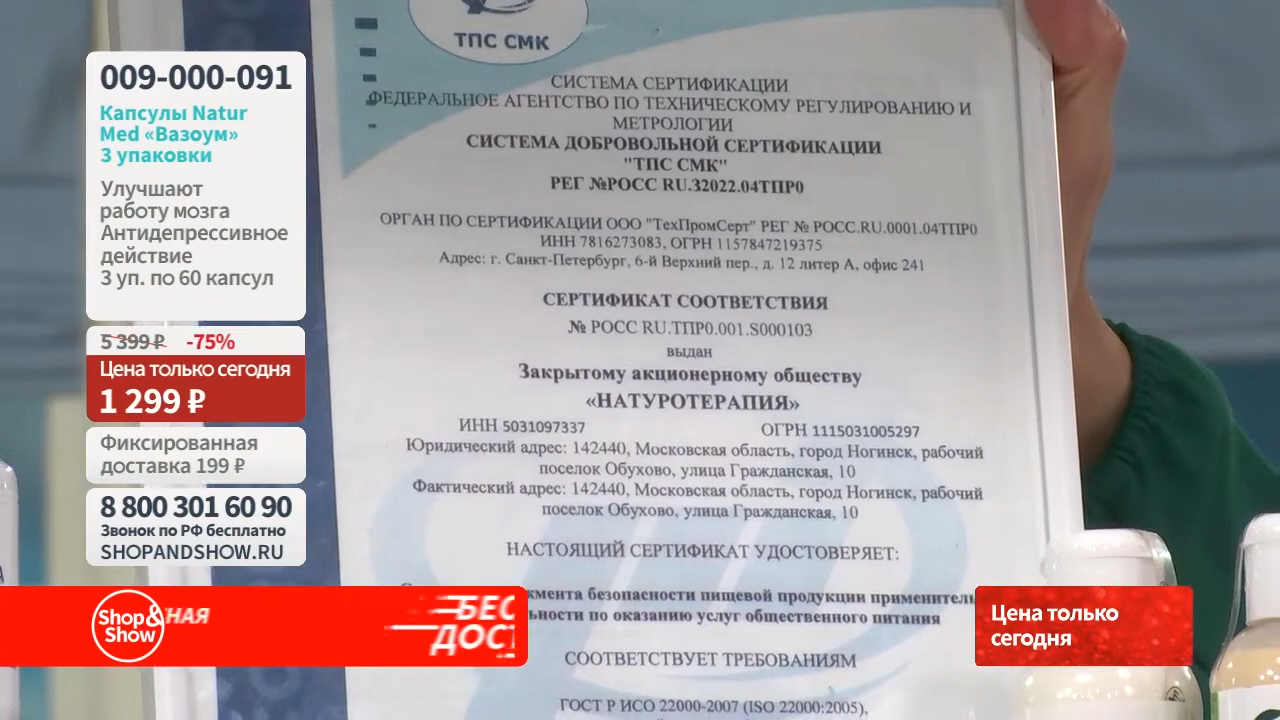 009-000-091
Капсулы Natur
Med «Вазоум»
3 упаковки
Улучшают
работу мозга
Антидепрессивное
действие
3 уп. по 60 капсул
5 399 ₽ -75%
Цена только сегодня
1 299 ₽
Фиксированная
доставка 199 ₽
8 800 301 60 90
Звонок по РФ бесплатно
SHOPANDSHOW.RU
ТПС СМК
СИСТЕМА СЕРТИФИКАЦИИ
ФЕДЕРАЛЬНОЕ АГЕНТСТВО ПО ТЕХНИЧЕСКОМУ РЕГУЛИРОВАНИЮ И
МЕТРОЛОГИИ
СИСТЕМА ДОБРОВОЛЬНОЙ СЕРТИФИКАЦИИ
"ТПС СМК"
РЕГ №РОСС RU.32022.04ТПР0
ОРГАН ПО СЕРТИФИКАЦИИ ООО "ТехПромСерт" РЕГ № РОСС.RU.0001.04ТПР0
ИНН 7816273083, ОГРН 1157847219375
Адрес: г. Санкт-Петербург, 6-й Верхний пер., д. 12 литер А, офис 241
СЕРТИФИКАТ СООТВЕТСТВИЯ
№ РОСС RU.ТПР0.001.S000103
выдан
Закрытому акционерному обществу
«НАТУРОТЕРАПИЯ»
ИНН 5031097337 ОГРН 1115031005297
Юридический адрес: 142440, Московская область, город Ногинск, рабочий
поселок Обухово, улица Гражданская, 10
Фактический адрес: 142440, Московская область, город Ногинск, рабочий
поселок Обухово, улица Гражданская, 10
НАСТОЯЩИЙ СЕРТИФИКАТ УДОСТОВЕРЯЕТ:
безопасности пищевой продукции
по оказанию услуг общественного питания
СООТВЕТСТВУЕТ ТРЕБОВАНИЯМ
ГОСТ Р ИСО 22000-2007 (ISO 22000:2005),
Shop&
Show
НАЯ
БЕС
ДОС
Цена только
сегодня